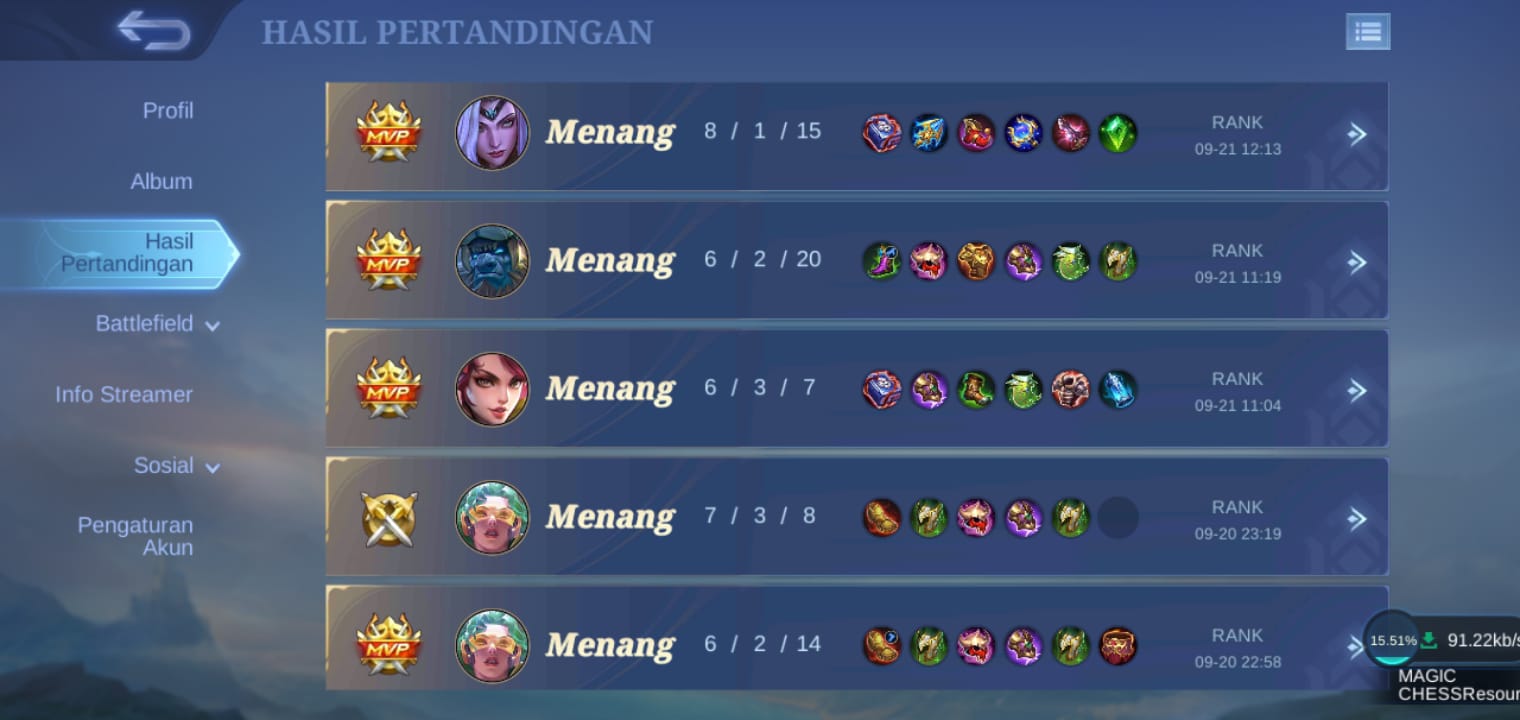 HASIL PERTANDINGAN
Profil
Album
Hasil
Pertandingan
Battlefield
Info Streamer
Sosial
Pengaturan
Akun
MVP Menang 8 / 1 / 15 RANK
09-21 12:13
MVP Menang 6 / 2 / 20 RANK
09-21 11:19
MVP Menang 6 / 3 / 7 RANK
09-21 11:04
Menang 7 / 3 / 8 RANK
09-20 23:19
MVP Menang 6 / 2 / 14 RANK
09-20 22:58
15.51% 91.22kb/s
MAGIC
CHESSResour